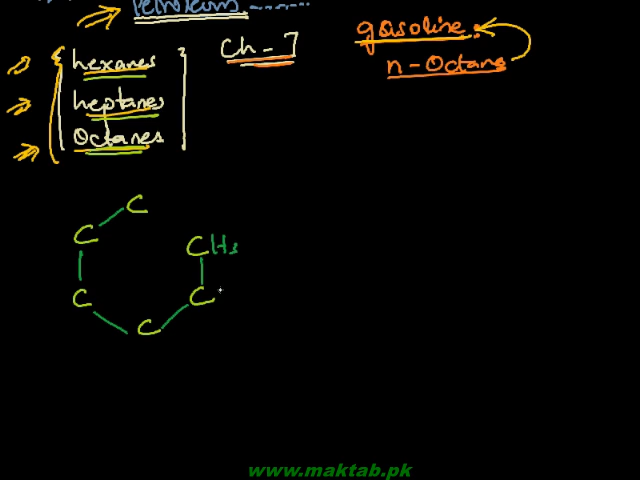 Petroleum
gasoline
Ch - 7
hexanes
n - Octane
heptanes
Octanes
C
C
CH3
C
C
C
www.maktab.pk